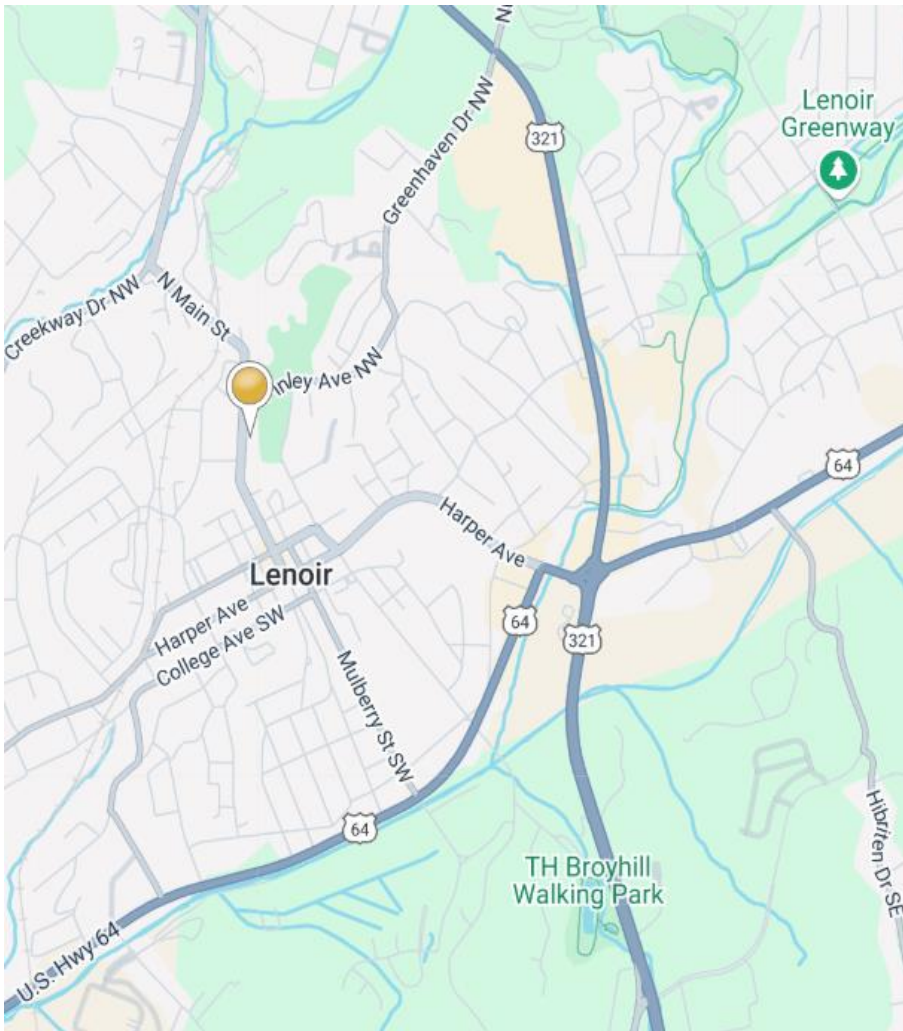 321
Greenhaven Dr NW
Lenoir
Greenway
N Main St
Creekway Dr NW
nley Ave NW
64
Harper Ave
Lenoir
Harper Ave
College Ave SW
64
321
Mulberry St SW
64
Hibriten Dr SE
TH Broyhill
Walking Park
U.S. Hwy 64